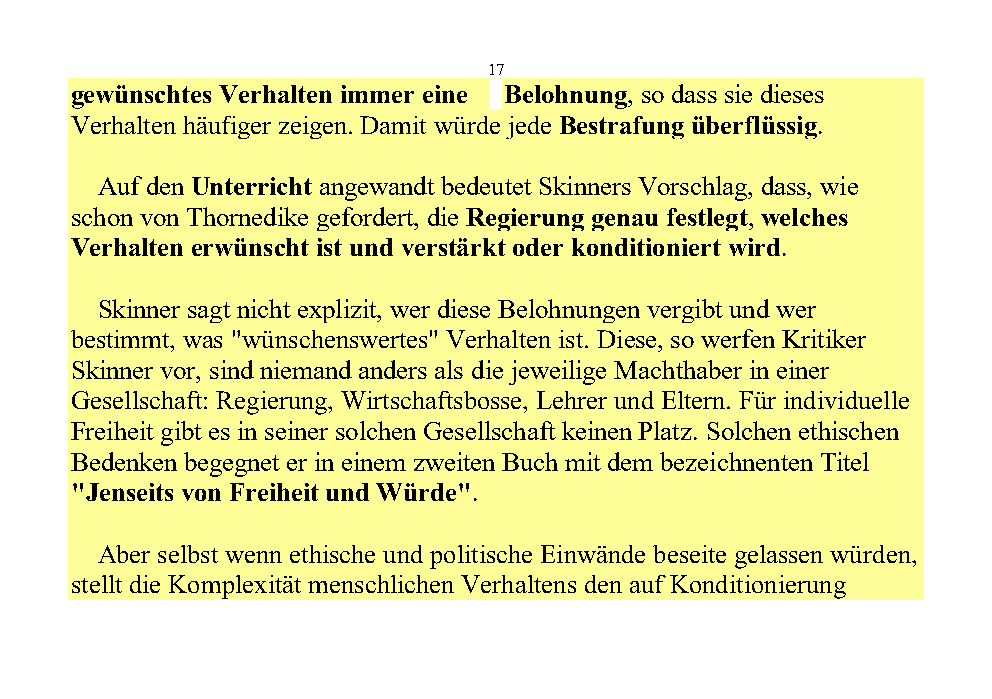 17
gewünschtes Verhalten immer eine Belohnung, so dass sie dieses
Verhalten häufiger zeigen. Damit würde jede Bestrafung überflüssig.
Auf den Unterricht angewandt bedeutet Skinners Vorschlag, dass, wie
schon von Thornedike gefordert, die Regierung genau festlegt, welches
Verhalten erwünscht ist und verstärkt oder konditioniert wird.
Skinner sagt nicht explizit, wer diese Belohnungen vergibt und wer
bestimmt, was "wünschenswertes" Verhalten ist. Diese, so werfen Kritiker
Skinner vor, sind niemand anders als die jeweilige Machthaber in einer
Gesellschaft: Regierung, Wirtschaftsbosse, Lehrer und Eltern. Für individuelle
Freiheit gibt es in seiner solchen Gesellschaft keinen Platz. Solchen ethischen
Bedenken begegnet er in einem zweiten Buch mit dem bezeichnenten Titel
"Jenseits von Freiheit und Würde".
Aber selbst wenn ethische und politische Einwände beseite gelassen würden,
stellt die Komplexität menschlichen Verhaltens den auf Konditionierung